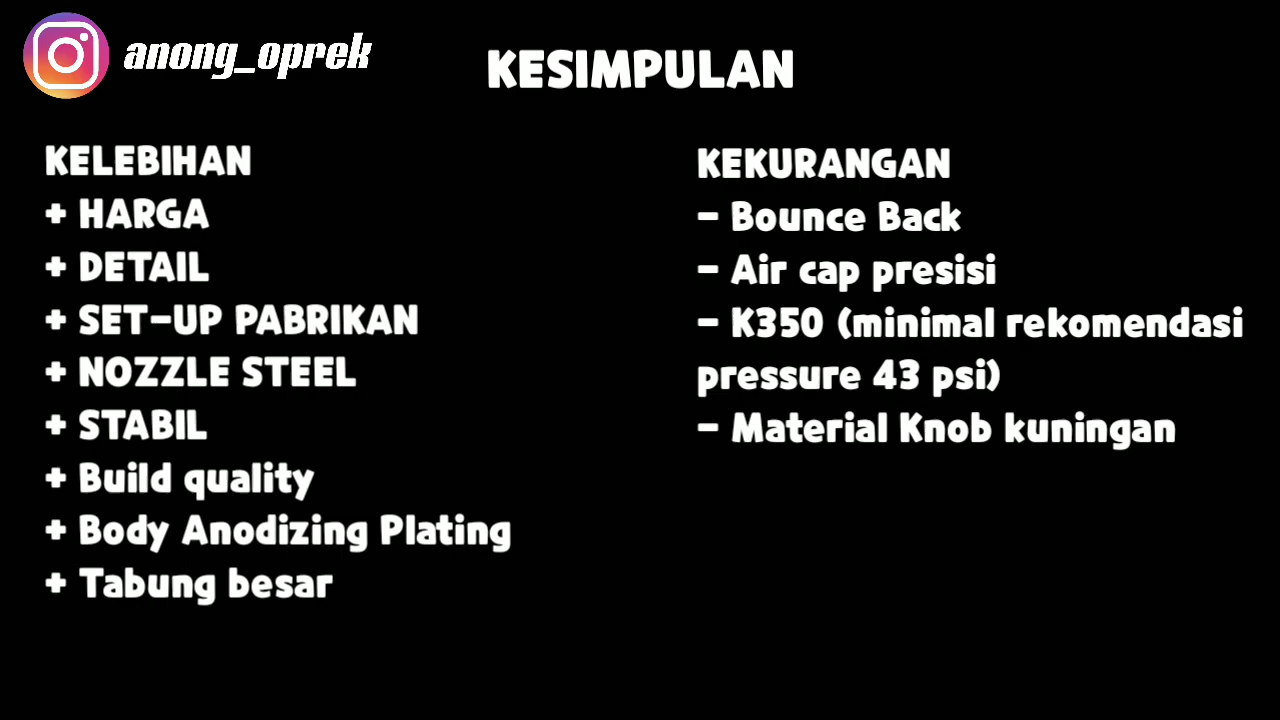 anong_oprek
KESIMPULAN
KELEBIHAN
+ HARGA
+ DETAIL
+ SET-UP PABRIKAN
+ NOZZLE STEEL
+ STABIL
+ Build quality
+ Body Anodizing Plating
+ Tabung besar
KEKURANGAN
- Bounce Back
- Air cap presisi
- K350 (minimal rekomendasi
pressure 43 psi)
- Material Knob kuningan